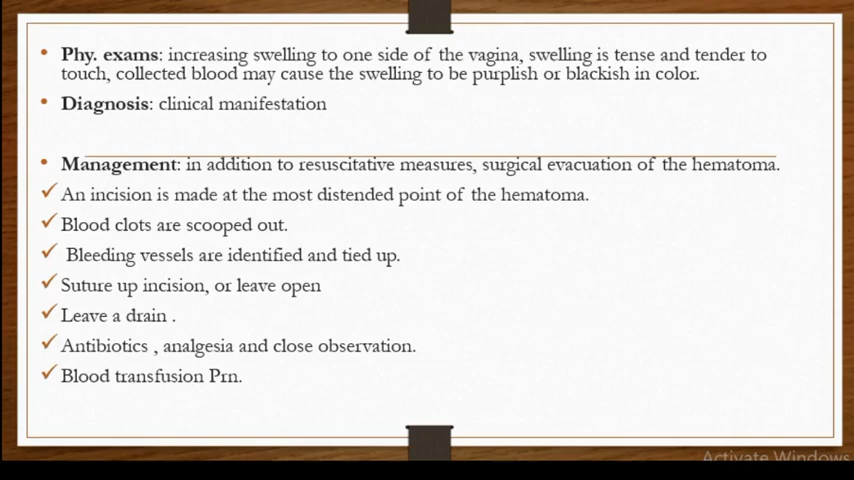 • Phy. exams: increasing swelling to one side of the vagina, swelling is tense and tender to
touch, collected blood may cause the swelling to be purplish or blackish in color.
• Diagnosis: clinical manifestation
• Management: in addition to resuscitative measures, surgical evacuation of the hematoma.
✓ An incision is made at the most distended point of the hematoma.
✓ Blood clots are scooped out.
✓ Bleeding vessels are identified and tied up.
✓ Suture up incision, or leave open
✓ Leave a drain .
✓ Antibiotics , analgesia and close observation.
✓ Blood transfusion Prn.
Activate Windows